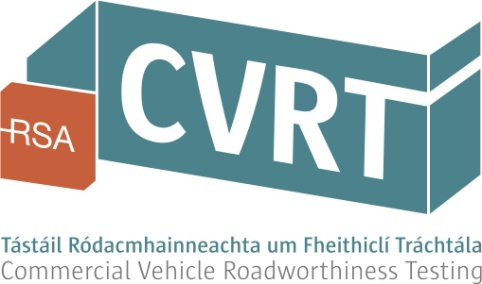 CVRT
RSA
Tástáil Ródacmhainneachta um Fheithiclí Tráchtála
Commercial Vehicle Roadworthiness Testing